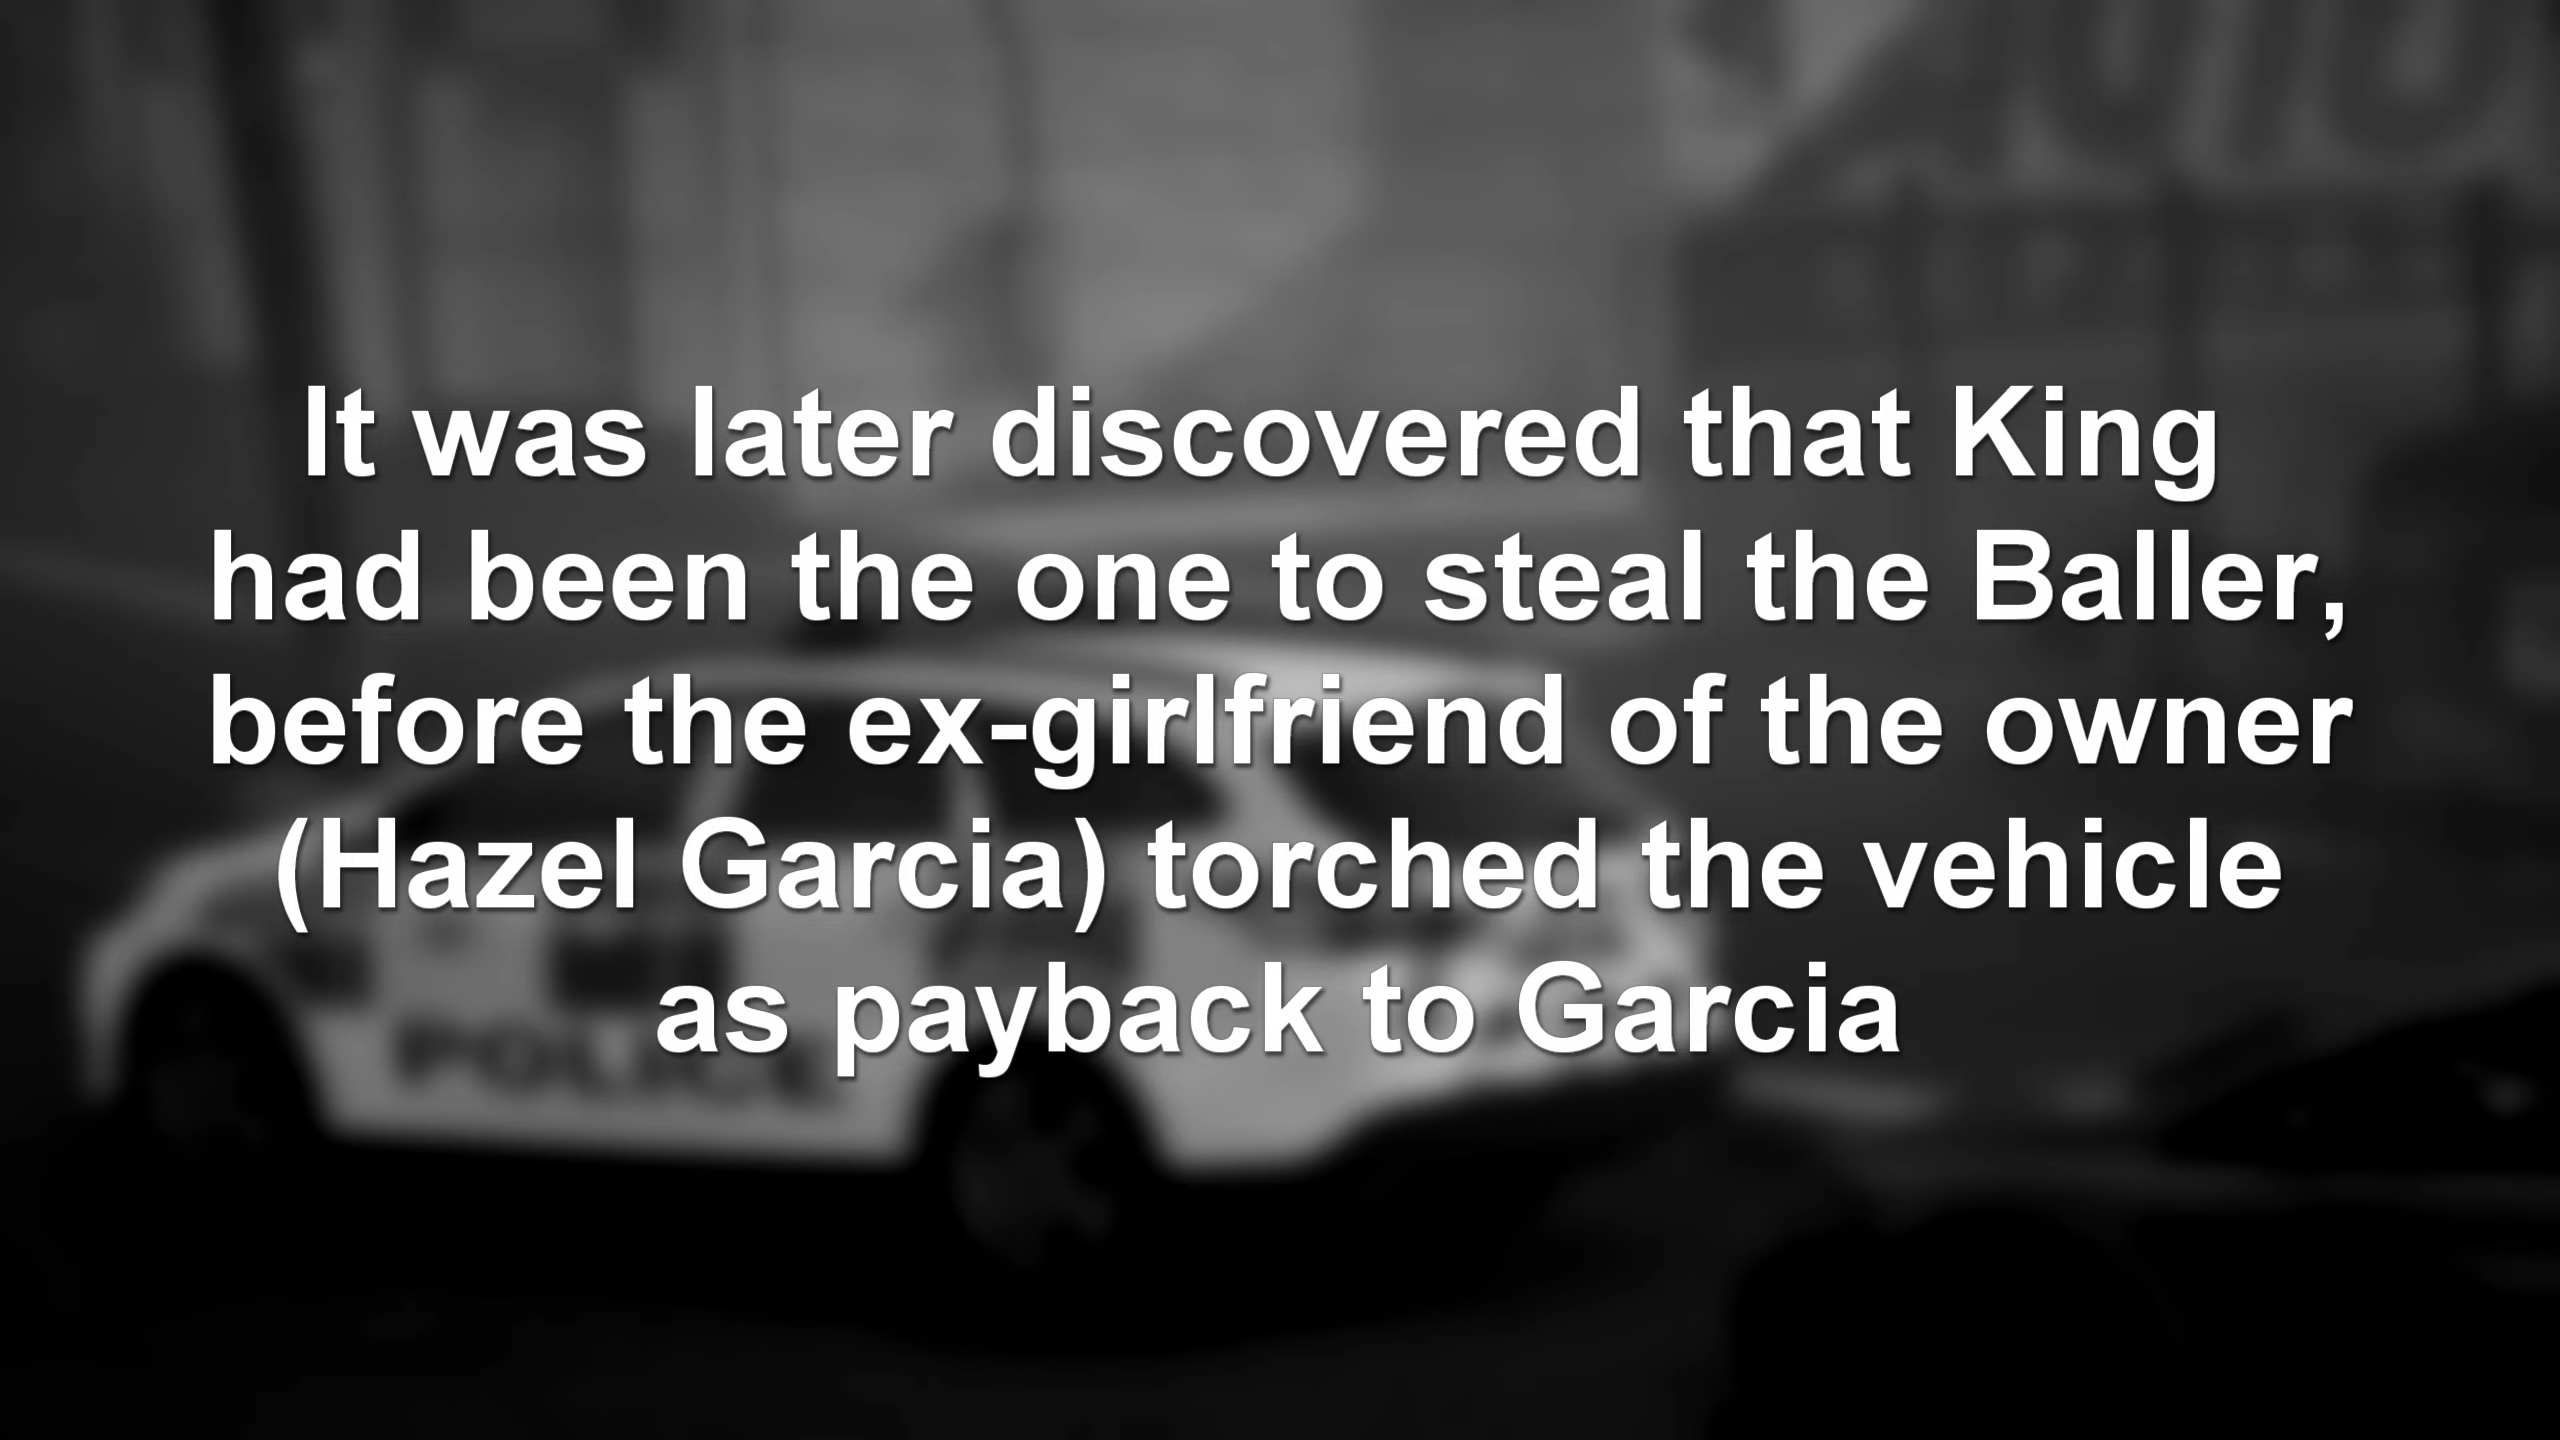 It was later discovered that King
had been the one to steal the Baller,
before the ex-girlfriend of the owner
(Hazel Garcia) torched the vehicle
as payback to Garcia
POLICE